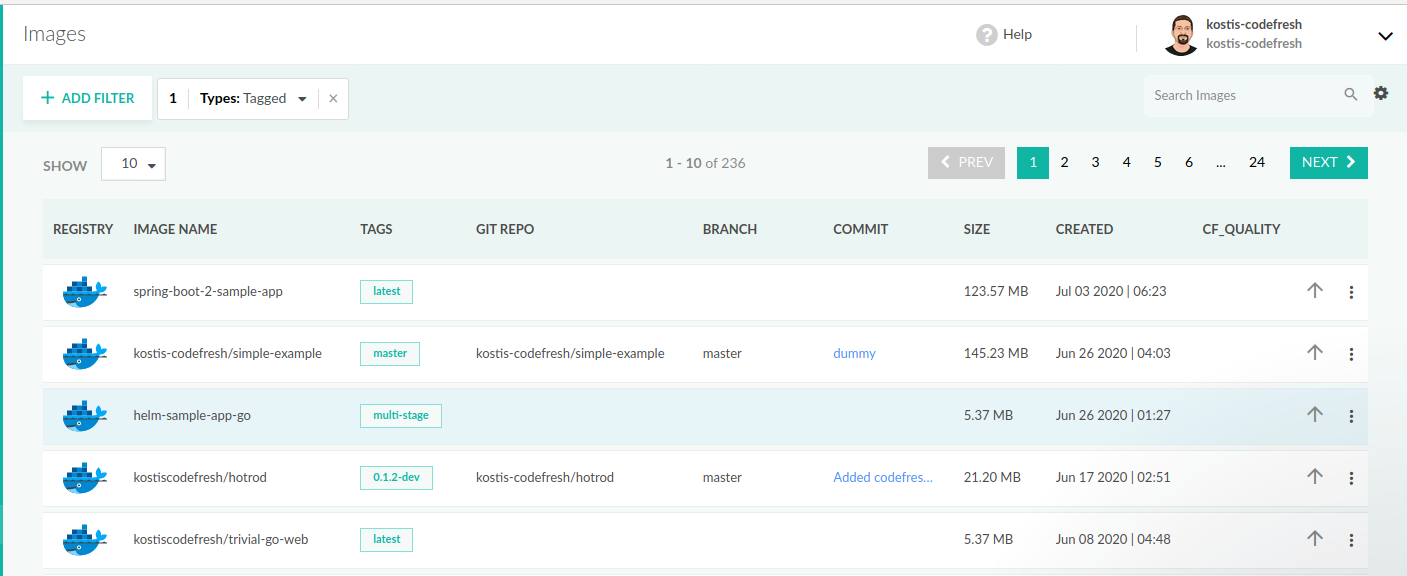 Images
Help
kostis-codefresh
kostis-codefresh
ADD FILTER 1 Types: Tagged
Search Images
SHOW 10 1 - 10 of 236 PREV 1 2 3 4 5 6 ... 24 NEXT
REGISTRY IMAGE NAME TAGS GIT REPO BRANCH COMMIT SIZE CREATED CF_QUALITY
spring-boot-2-sample-app latest 123.57 MB Jul 03 2020 | 06:23
kostis-codefresh/simple-example master kostis-codefresh/simple-example master dummy 145.23 MB Jun 26 2020 | 04:03
helm-sample-app-go multi-stage 5.37 MB Jun 26 2020 | 01:27
kostiscodefresh/hotrod 0.1.2-dev kostis-codefresh/hotrod master Added codefres... 21.20 MB Jun 17 2020 | 02:51
kostiscodefresh/trivial-go-web latest 5.37 MB Jun 08 2020 | 04:48